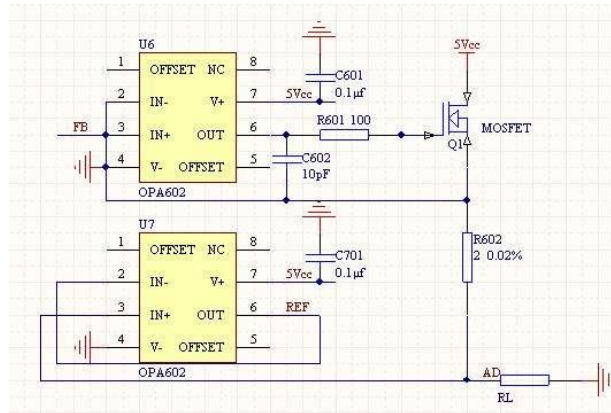 U6
1 OFFSET NC 8
2 IN- V+ 7 5Vcc
FB 3 IN+ OUT 6
4 V- OFFSET 5
OPA602
C601
0.1μf
R601 100
C602
10pF
5Vcc
MOSFET
Q1
U7
1 OFFSET NC 8
2 IN- V+ 7 5Vcc
3 IN+ OUT 6 REF
4 V- OFFSET 5
OPA602
C701
0.1μf
R602
2 0.02%
AD
RL